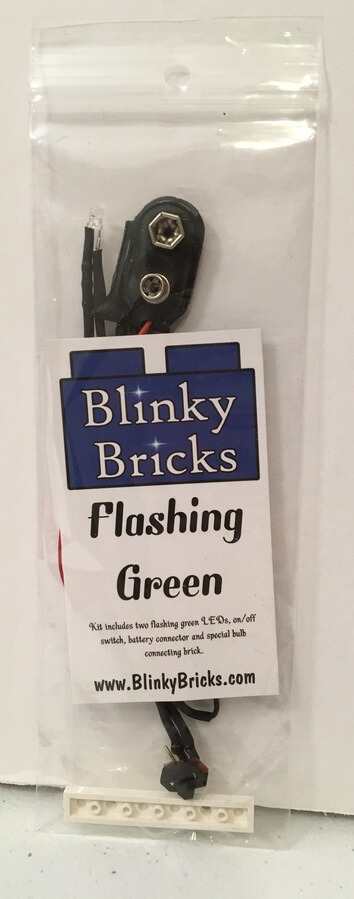 Blinky
Bricks
Flashing
Green
Kit includes two flashing green LEDs, on/off
switch, battery connector and special bulb
connecting brick.
www.BlinkyBricks.com